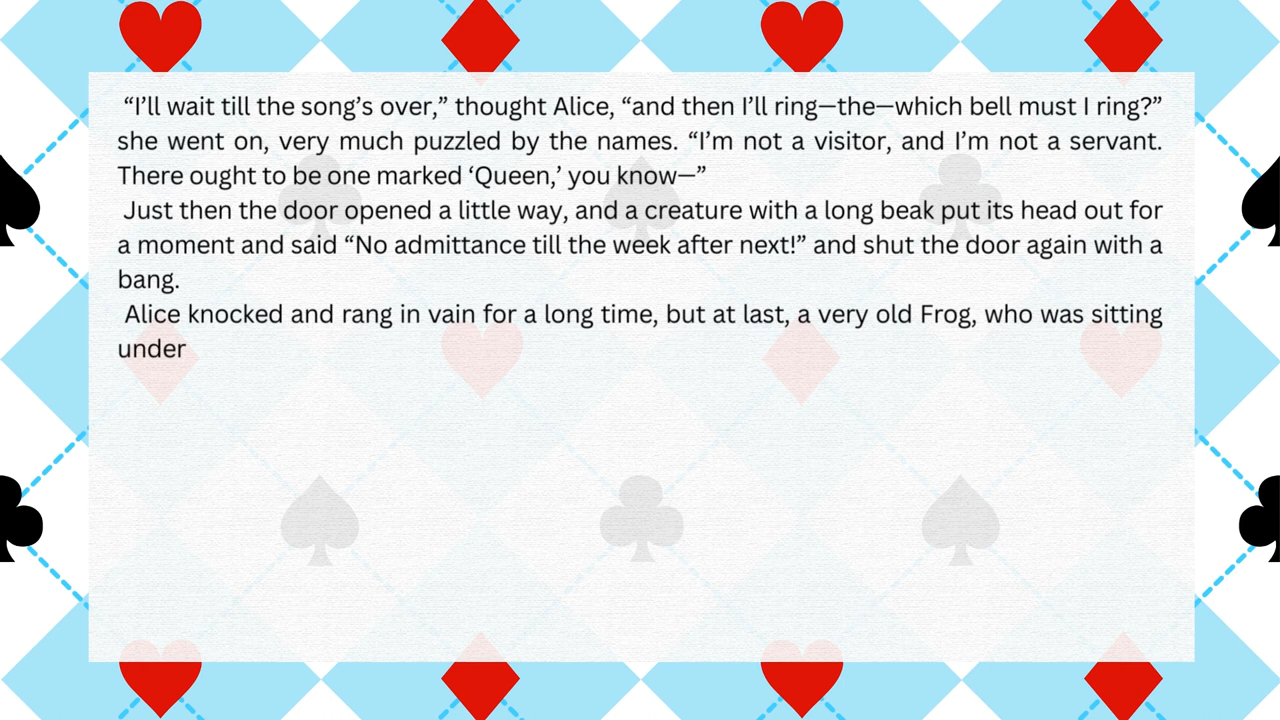 “I’ll wait till the song’s over,” thought Alice, “and then I’ll ring—the—which bell must I ring?”
she went on, very much puzzled by the names. “I’m not a visitor, and I’m not a servant.
There ought to be one marked ‘Queen,’ you know—”
Just then the door opened a little way, and a creature with a long beak put its head out for
a moment and said “No admittance till the week after next!” and shut the door again with a
bang.
Alice knocked and rang in vain for a long time, but at last, a very old Frog, who was sitting
under